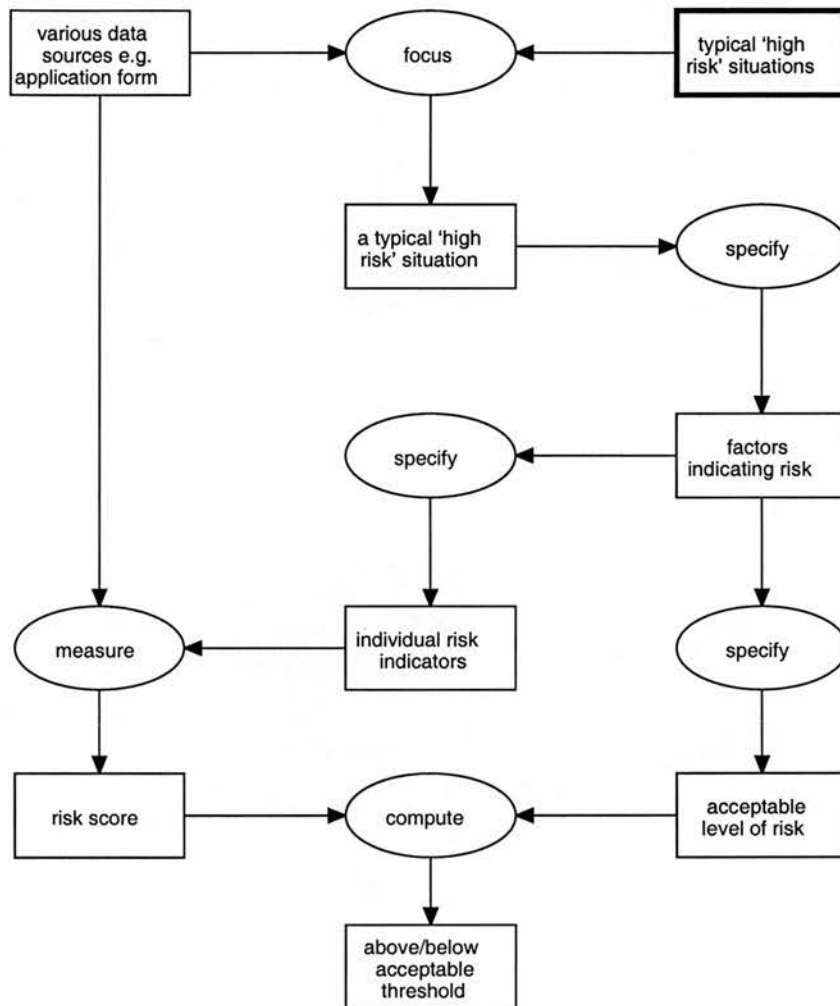 various data
sources e.g.
application form
focus
typical ‘high
risk’ situations
a typical ‘high
risk’ situation
specify
specify
factors
indicating risk
measure
individual risk
indicators
specify
risk score
compute
acceptable
level of risk
above/below
acceptable
threshold